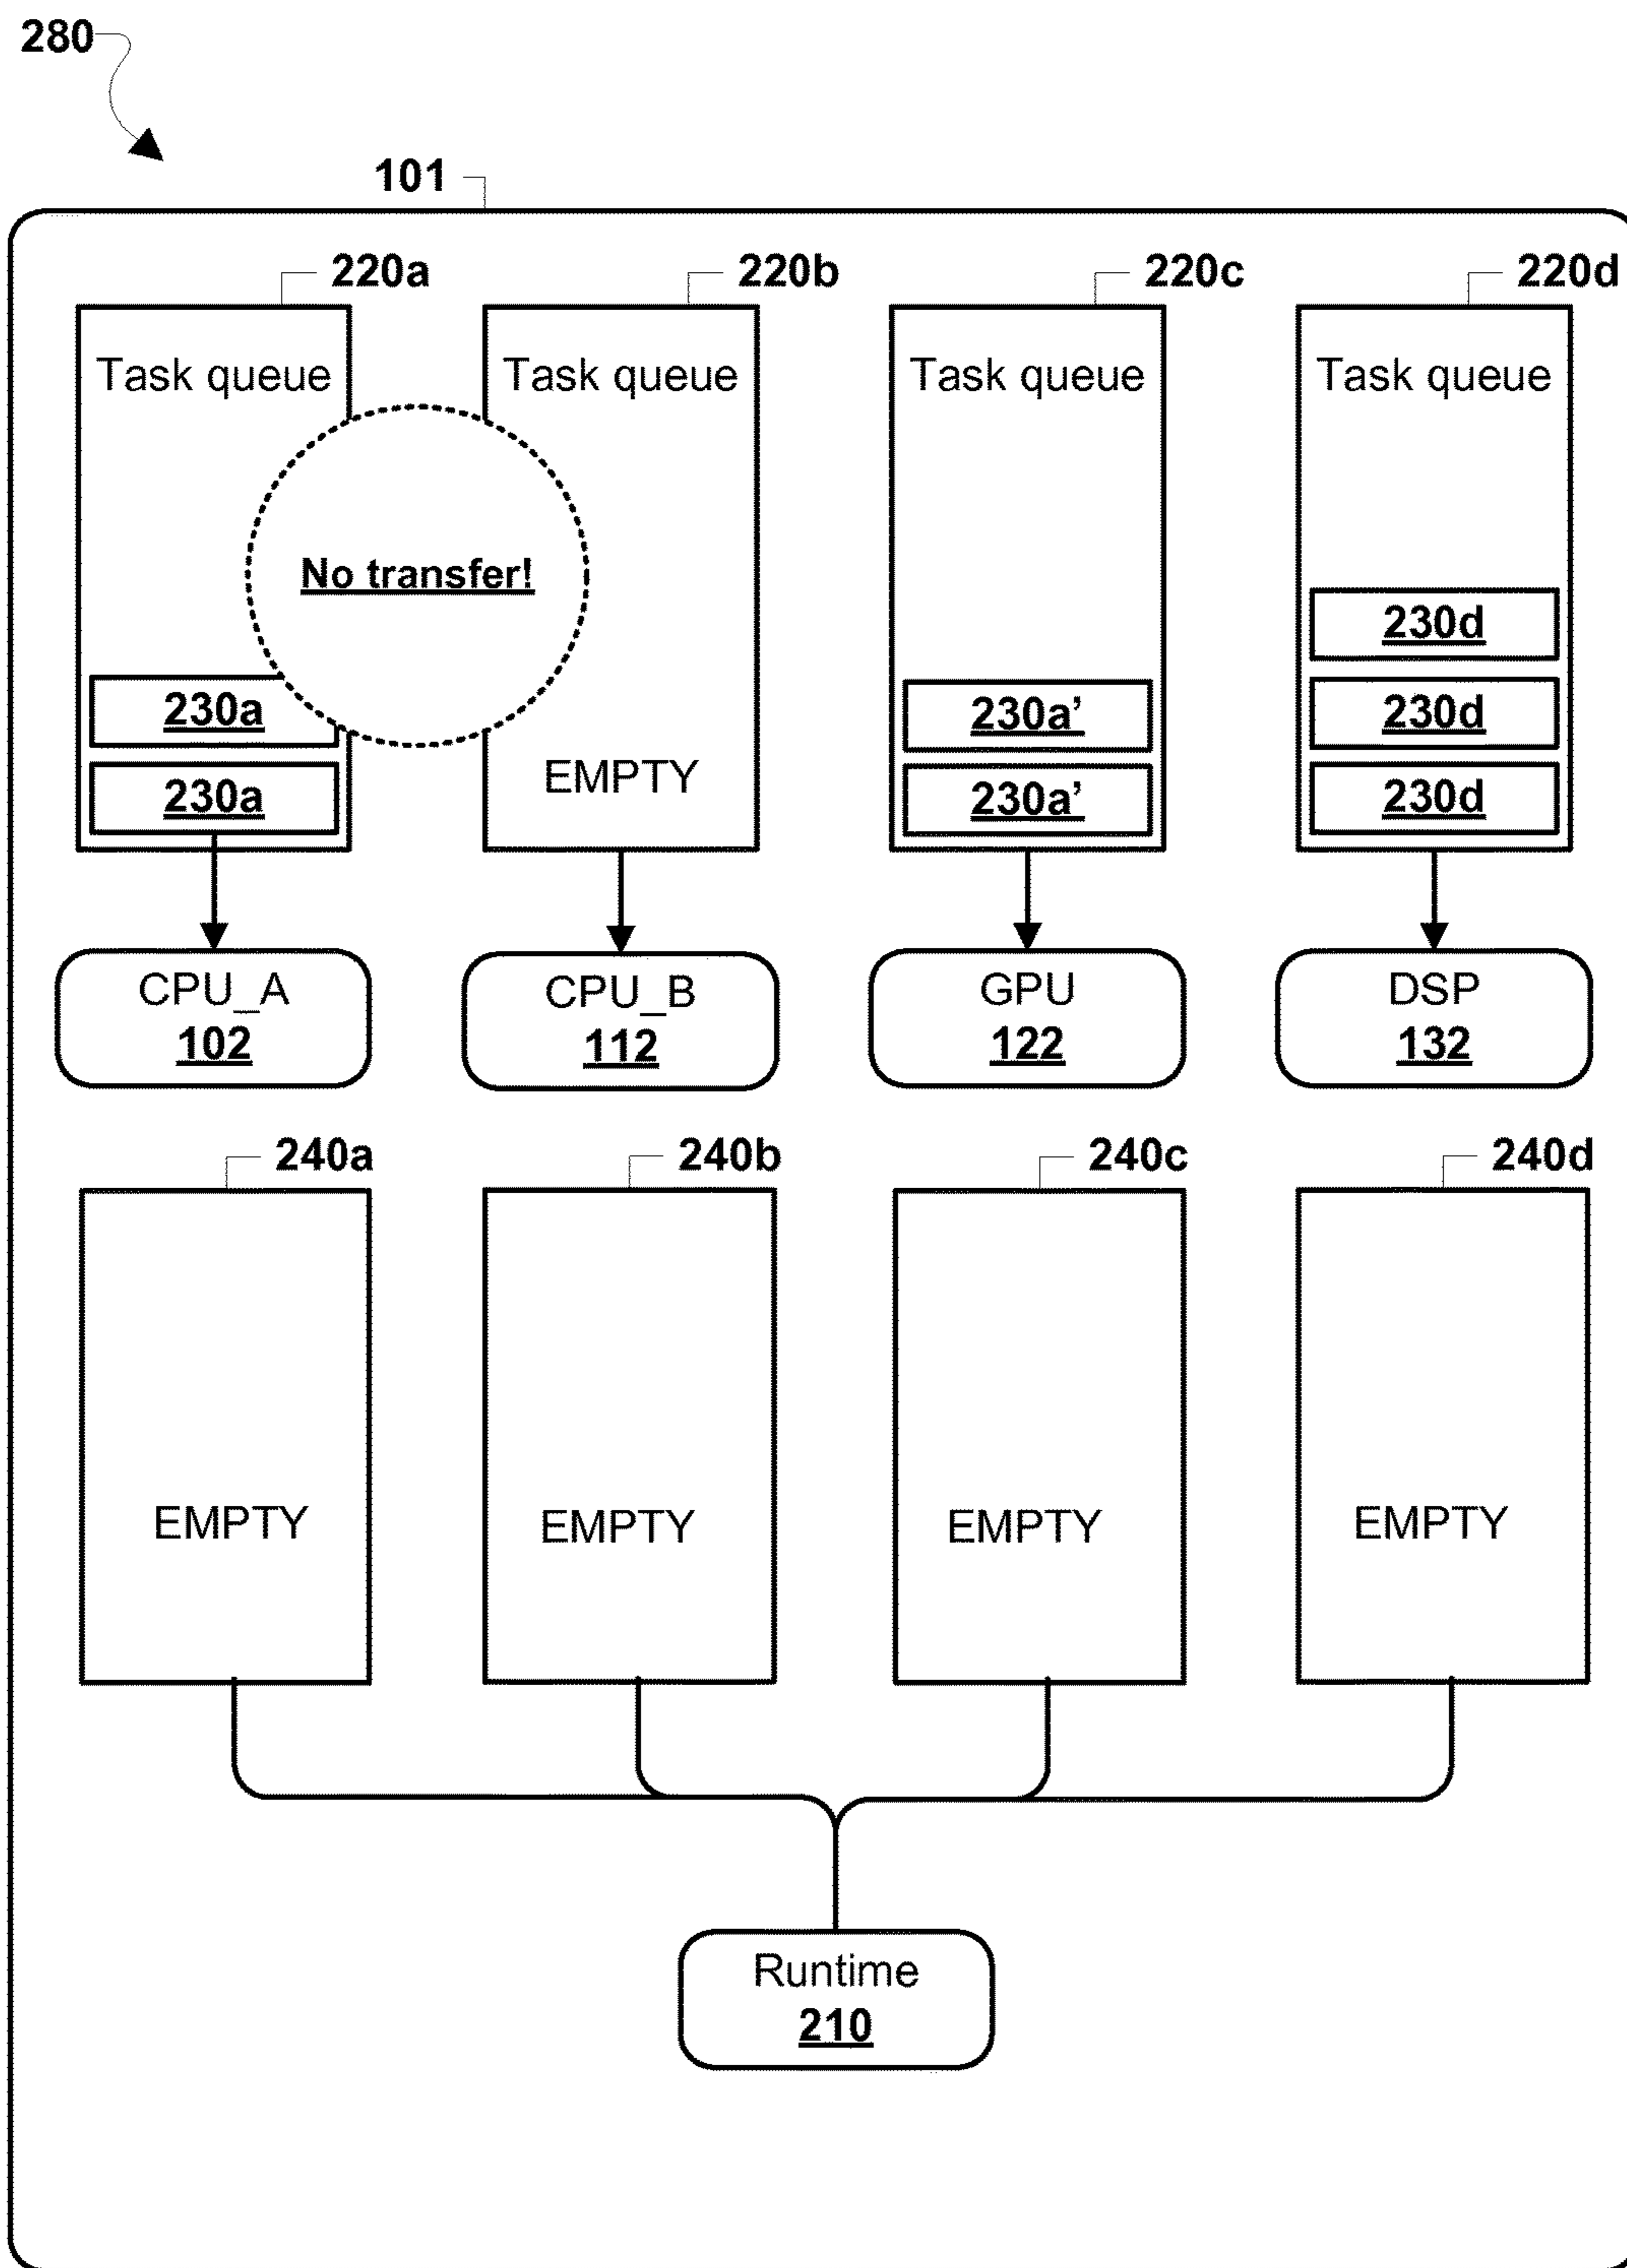 280
101
220a 220b 220c 220d
Task queue Task queue Task queue Task queue
No transfer!
230d
230a 230a’ 230d
EMPTY
230a 230a’ 230d
CPU_A CPU_B GPU DSP
102 112 122 132
240a 240b 240c 240d
EMPTY EMPTY EMPTY EMPTY
Runtime
210